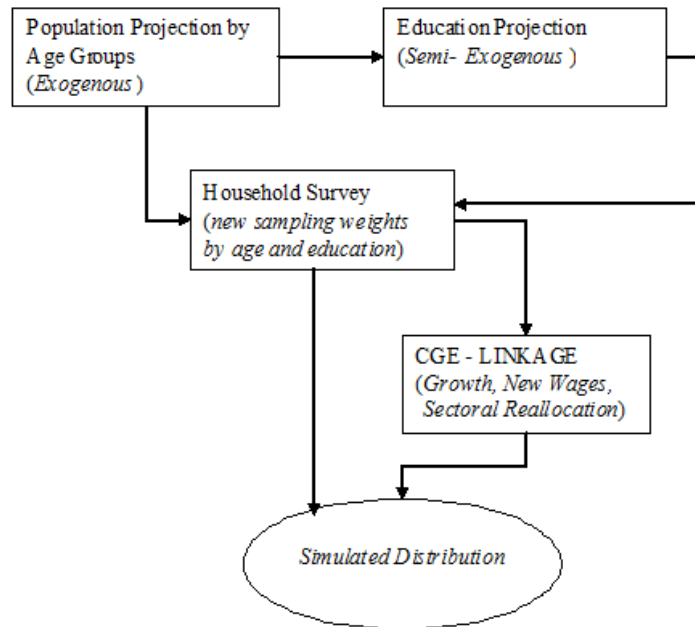 Population Projection by
Age Groups
(Exogenous )
Education Projection
(Semi- Exogenous )
Household Survey
(new sampling weights
by age and education)
CGE - LINKAGE
(Growth, New Wages,
Sectoral Reallocation)
Simulated Distribution